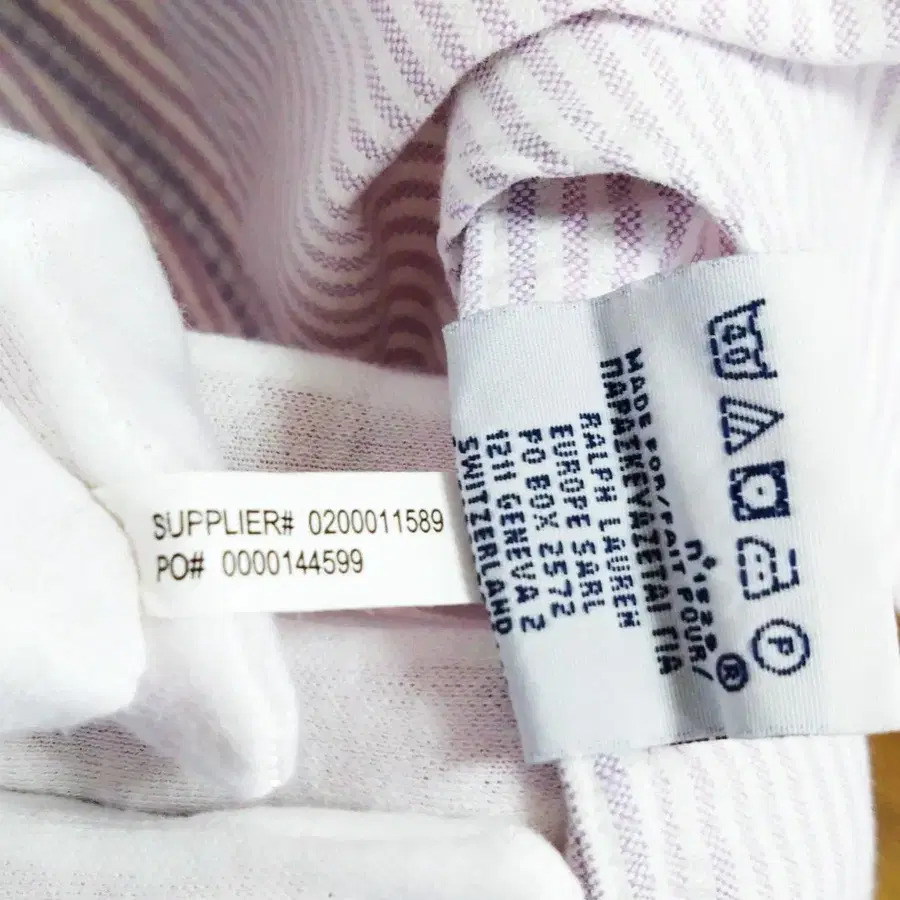 SUPPLIER# 0200011589
PO# 0000144599
40
P
®
MADE FOR/FAIT POUR/
ΠΑΡΑΣΚΕΥΑΖΕΤΑΙ ΓΙΑ
RALPH LAUREN
EUROPE SARL
PO BOX 2572
1211 GENEVA 2
SWITZERLAND